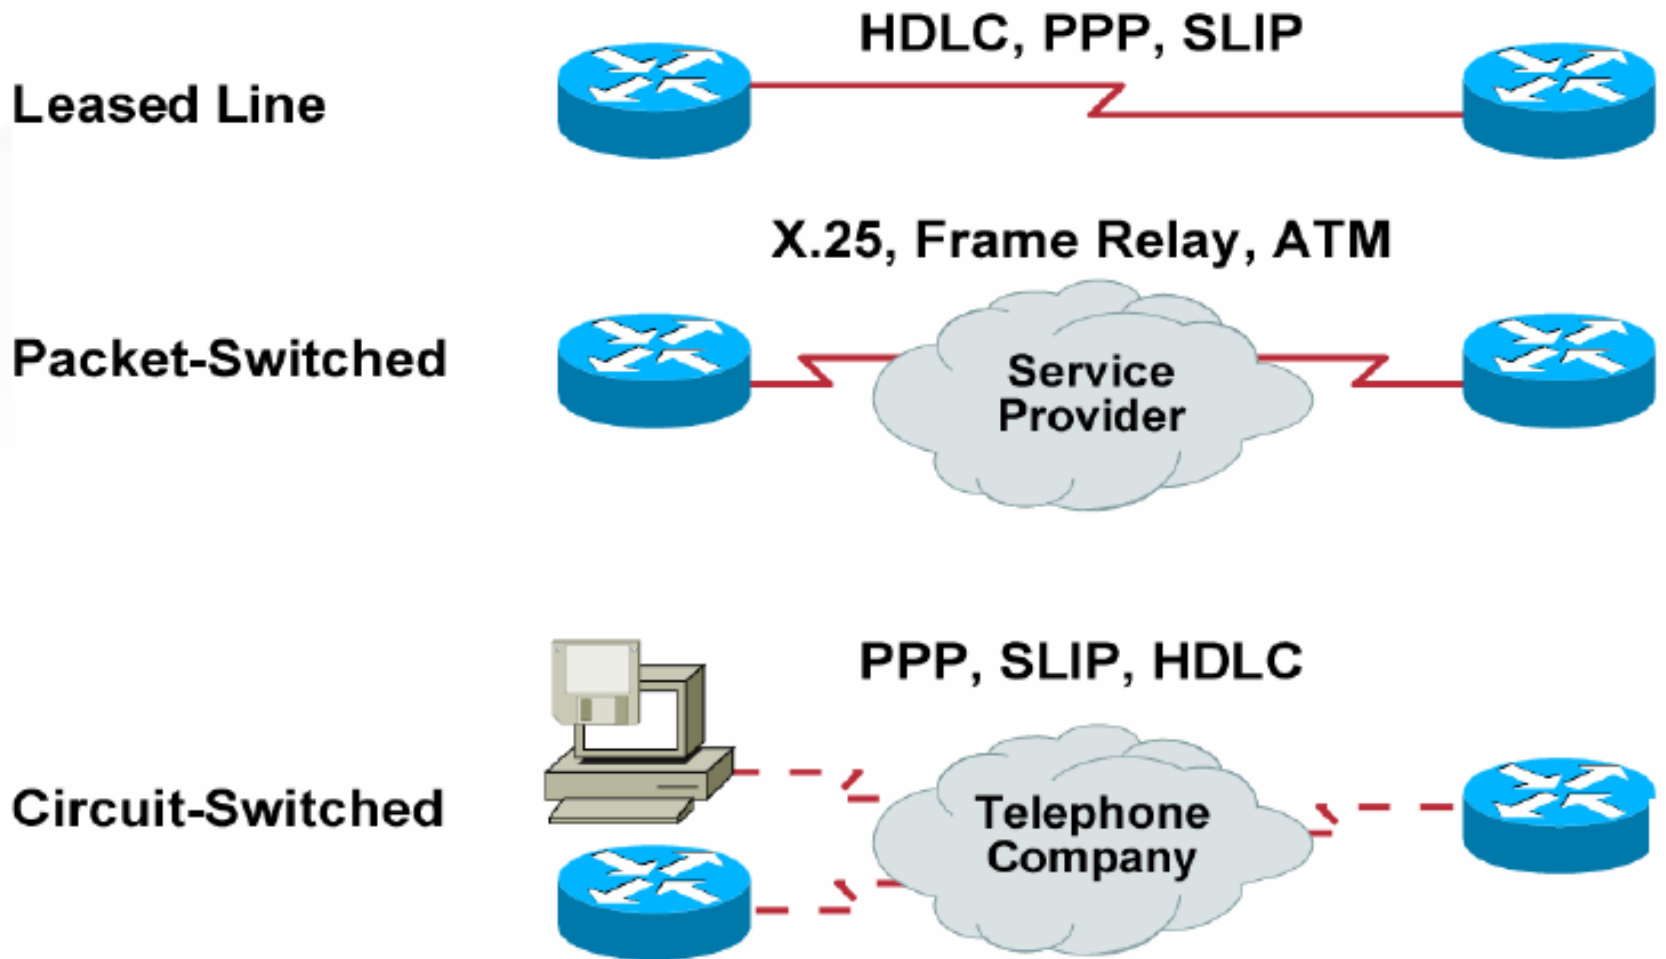 HDLC, PPP, SLIP
Leased Line
X.25, Frame Relay, ATM
Packet-Switched
Service
Provider
PPP, SLIP, HDLC
Circuit-Switched
Telephone
Company